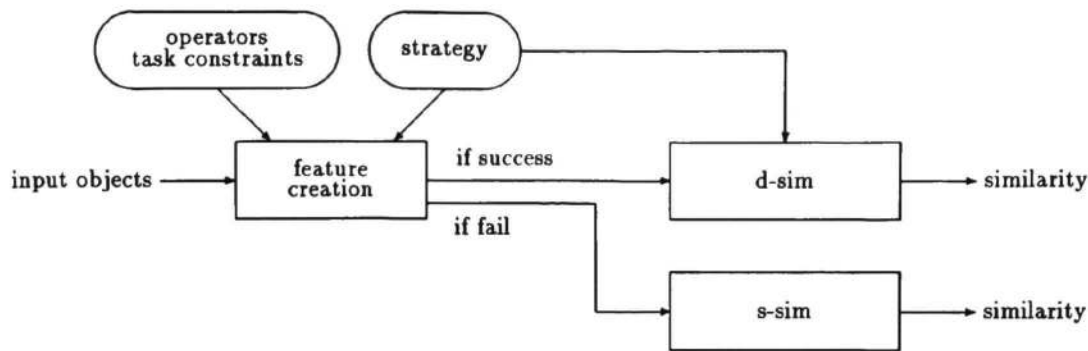 operators
task constraints
strategy
input objects
feature
creation
if success
if fail
d-sim
similarity
s-sim
similarity